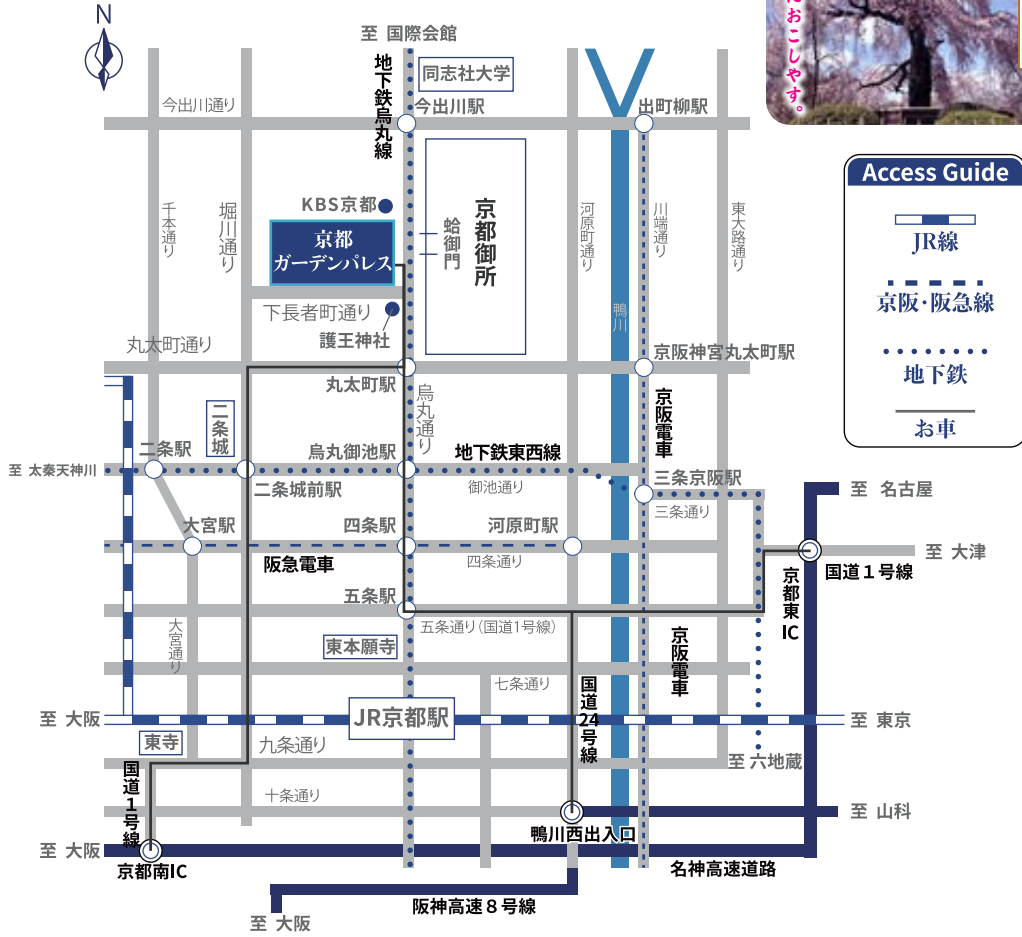 N
至 国際会館
地下鉄烏丸線
同志社大学
今出川通り
今出川駅
出町柳駅
におこしやす。
Access Guide
JR線
京阪・阪急線
地下鉄
お車
千本通り
堀川通り
KBS京都
京都
ガーデンパレス
蛤御門
京都御所
河原町通り
川端通り
東大路通り
下長者町通り
護王神社
鴨川
丸太町通り
丸太町駅
京阪神宮丸太町駅
烏丸通り
京阪電車
二条城
二条駅
烏丸御池駅
地下鉄東西線
至 太秦天神川
二条城前駅
御池通り
三条京阪駅
三条通り
至 名古屋
大宮駅
四条駅
河原町駅
阪急電車
四条通り
至 大津
国道1号線
京都東IC
五条駅
五条通り(国道1号線)
大宮通り
東本願寺
京阪電車
七条通り
国道24号線
至 大阪
JR京都駅
至 東京
東寺
九条通り
至 六地蔵
国道1号線
十条通り
至 山科
鴨川西出入口
至 大阪
京都南IC
名神高速道路
阪神高速8号線
至 大阪